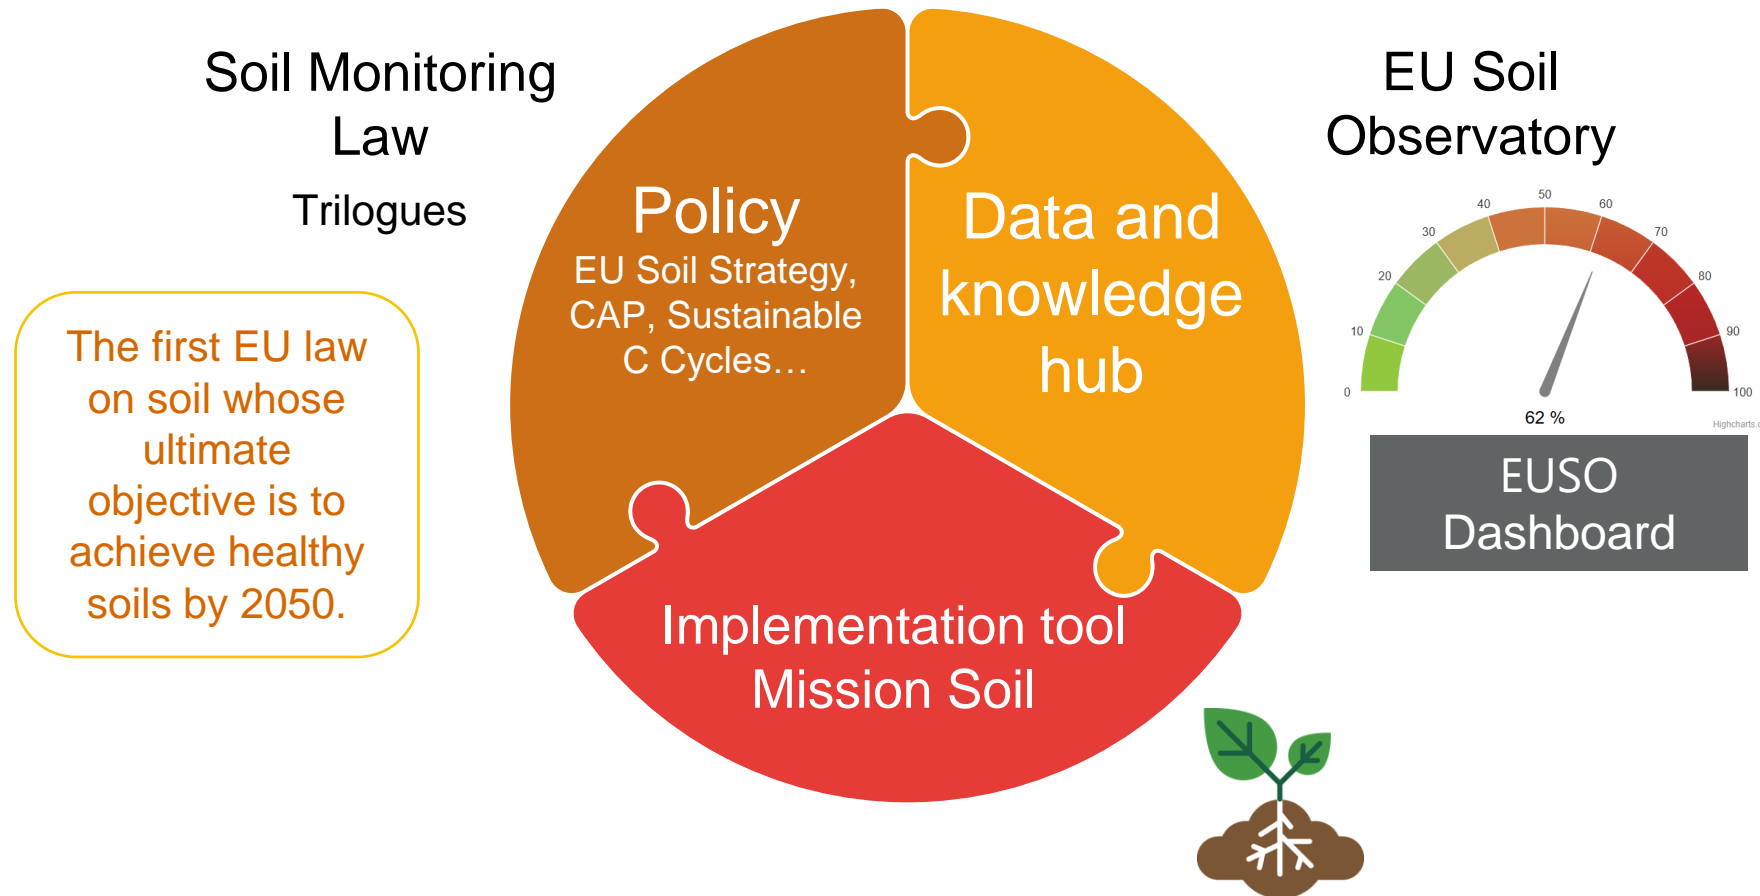 Soil Monitoring
Law
Trilogues
The first EU law
on soil whose
ultimate
objective is to
achieve healthy
soils by 2050.
Policy
EU Soil Strategy,
CAP, Sustainable
C Cycles…
Data and
knowledge
hub
Implementation tool
Mission Soil
EU Soil
Observatory
0
10
20
30
40
50
60
70
80
90
100
62 %
Highcharts.c
EUSO
Dashboard